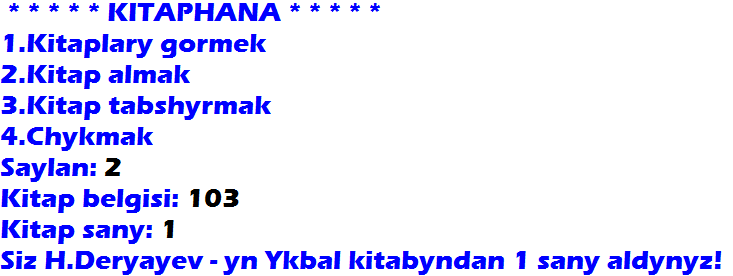 * * * * * KITAPHANA * * * * *
1.Kitaplary gormek
2.Kitap almak
3.Kitap tabshyrmak
4.Chykmak
Saylan: 2
Kitap belgisi: 103
Kitap sany: 1
Siz H.Deryayev - yn Ykbal kitabyndan 1 sany aldynyz!